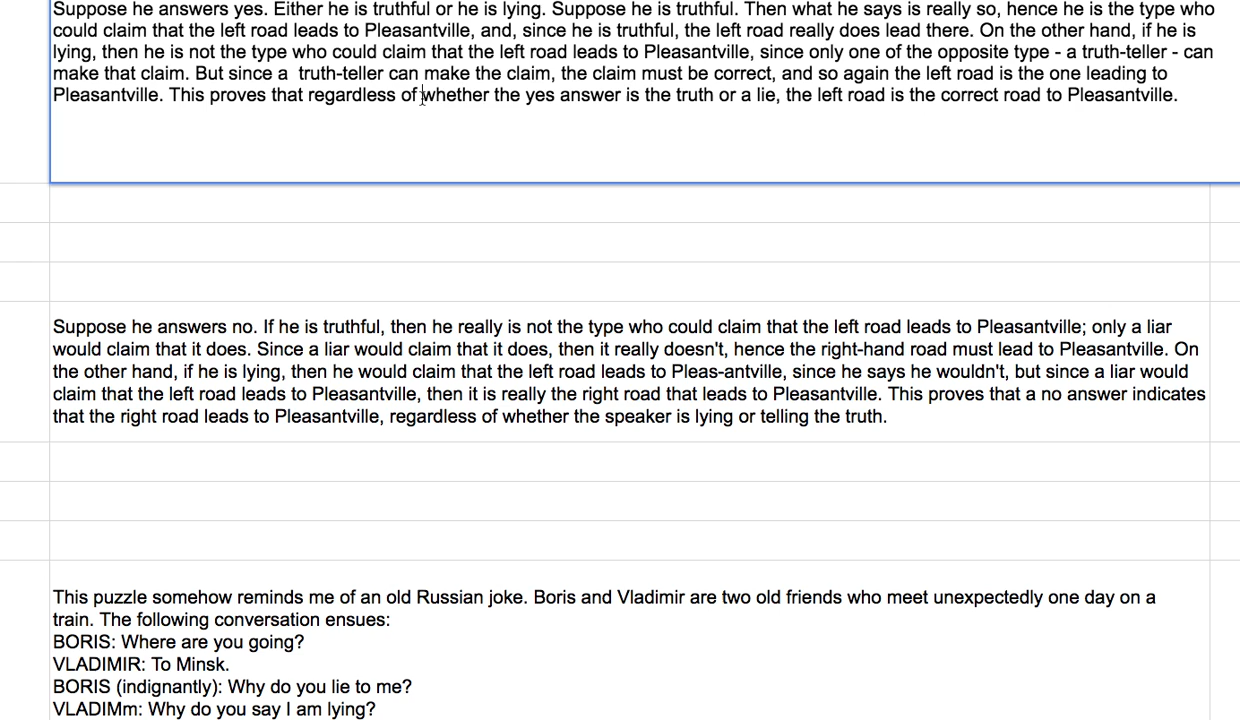 Suppose he answers yes. Either he is truthful or he is lying. Suppose he is truthful. Then what he says is really so, hence he is the type who
could claim that the left road leads to Pleasantville, and, since he is truthful, the left road really does lead there. On the other hand, if he is
lying, then he is not the type who could claim that the left road leads to Pleasantville, since only one of the opposite type - a truth-teller - can
make that claim. But since a  truth-teller can make the claim, the claim must be correct, and so again the left road is the one leading to
Pleasantville. This proves that regardless of whether the yes answer is the truth or a lie, the left road is the correct road to Pleasantville.
Suppose he answers no. If he is truthful, then he really is not the type who could claim that the left road leads to Pleasantville; only a liar
would claim that it does. Since a liar would claim that it does, then it really doesn't, hence the right-hand road must lead to Pleasantville. On
the other hand, if he is lying, then he would claim that the left road leads to Pleas-antville, since he says he wouldn't, but since a liar would
claim that the left road leads to Pleasantville, then it is really the right road that leads to Pleasantville. This proves that a no answer indicates
that the right road leads to Pleasantville, regardless of whether the speaker is lying or telling the truth.
This puzzle somehow reminds me of an old Russian joke. Boris and Vladimir are two old friends who meet unexpectedly one day on a
train. The following conversation ensues:
BORIS: Where are you going?
VLADIMIR: To Minsk.
BORIS (indignantly): Why do you lie to me?
VLADIMm: Why do you say I am lying?